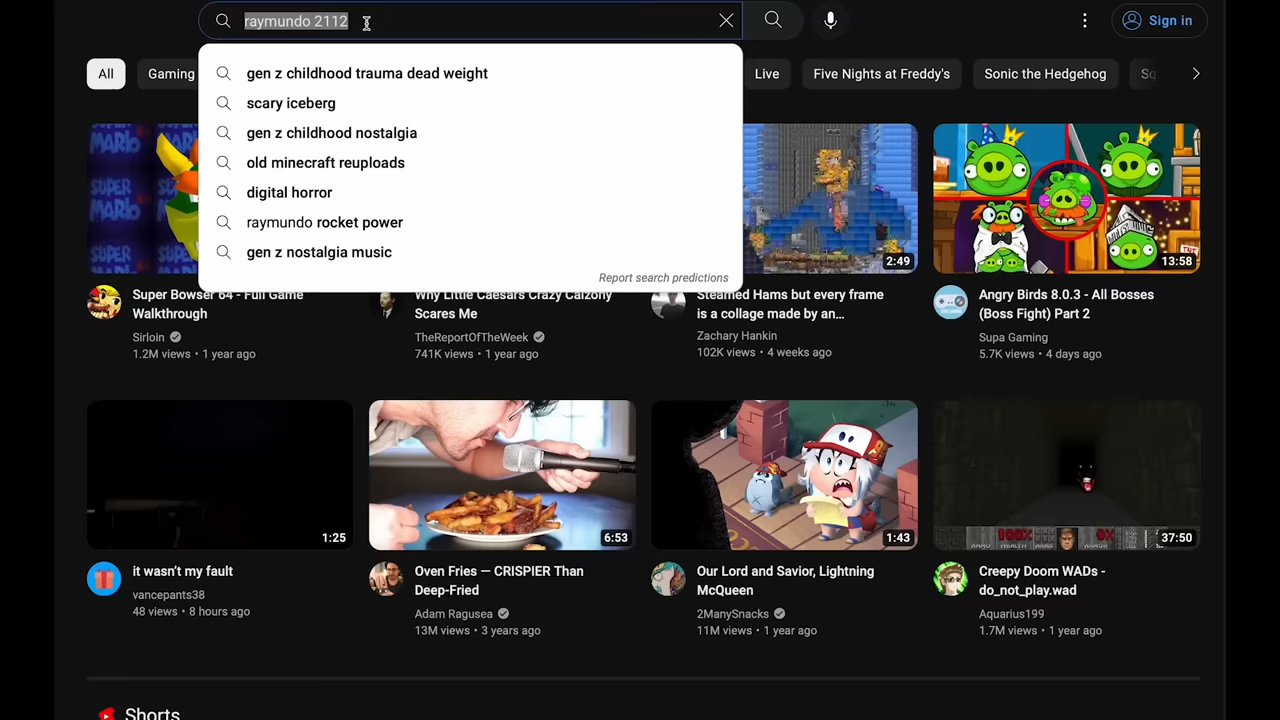 raymundo 2112
Sign in
gen z childhood trauma dead weight
scary iceberg
gen z childhood nostalgia
old minecraft reuploads
digital horror
raymundo rocket power
gen z nostalgia music
Report search predictions
All
Gaming
Live
Five Nights at Freddy's
Sonic the Hedgehog
Sq
MARIO
SUPER
MARIO
SUPER
2:49
13:58
Super Bowser 64 - Full Game
Walkthrough
Sirloin
1.2M views • 1 year ago
Why Little Caesars Crazy Calzony
Scares Me
TheReportOfTheWeek
741K views • 1 year ago
Steamed Hams but every frame
is a collage made by an...
Zachary Hankin
102K views • 4 weeks ago
Angry Birds 8.0.3 - All Bosses
(Boss Fight) Part 2
Supa Gaming
5.7K views • 4 days ago
1:25
6:53
1:43
100%
0%
37:50
it wasn't my fault
vancepants38
48 views • 8 hours ago
Oven Fries — CRISPIER Than
Deep-Fried
Adam Ragusea
13M views • 3 years ago
Our Lord and Savior, Lightning
McQueen
2ManySnacks
11M views • 1 year ago
Creepy Doom WADs -
do_not_play.wad
Aquarius199
1.7M views • 1 year ago
Shorts